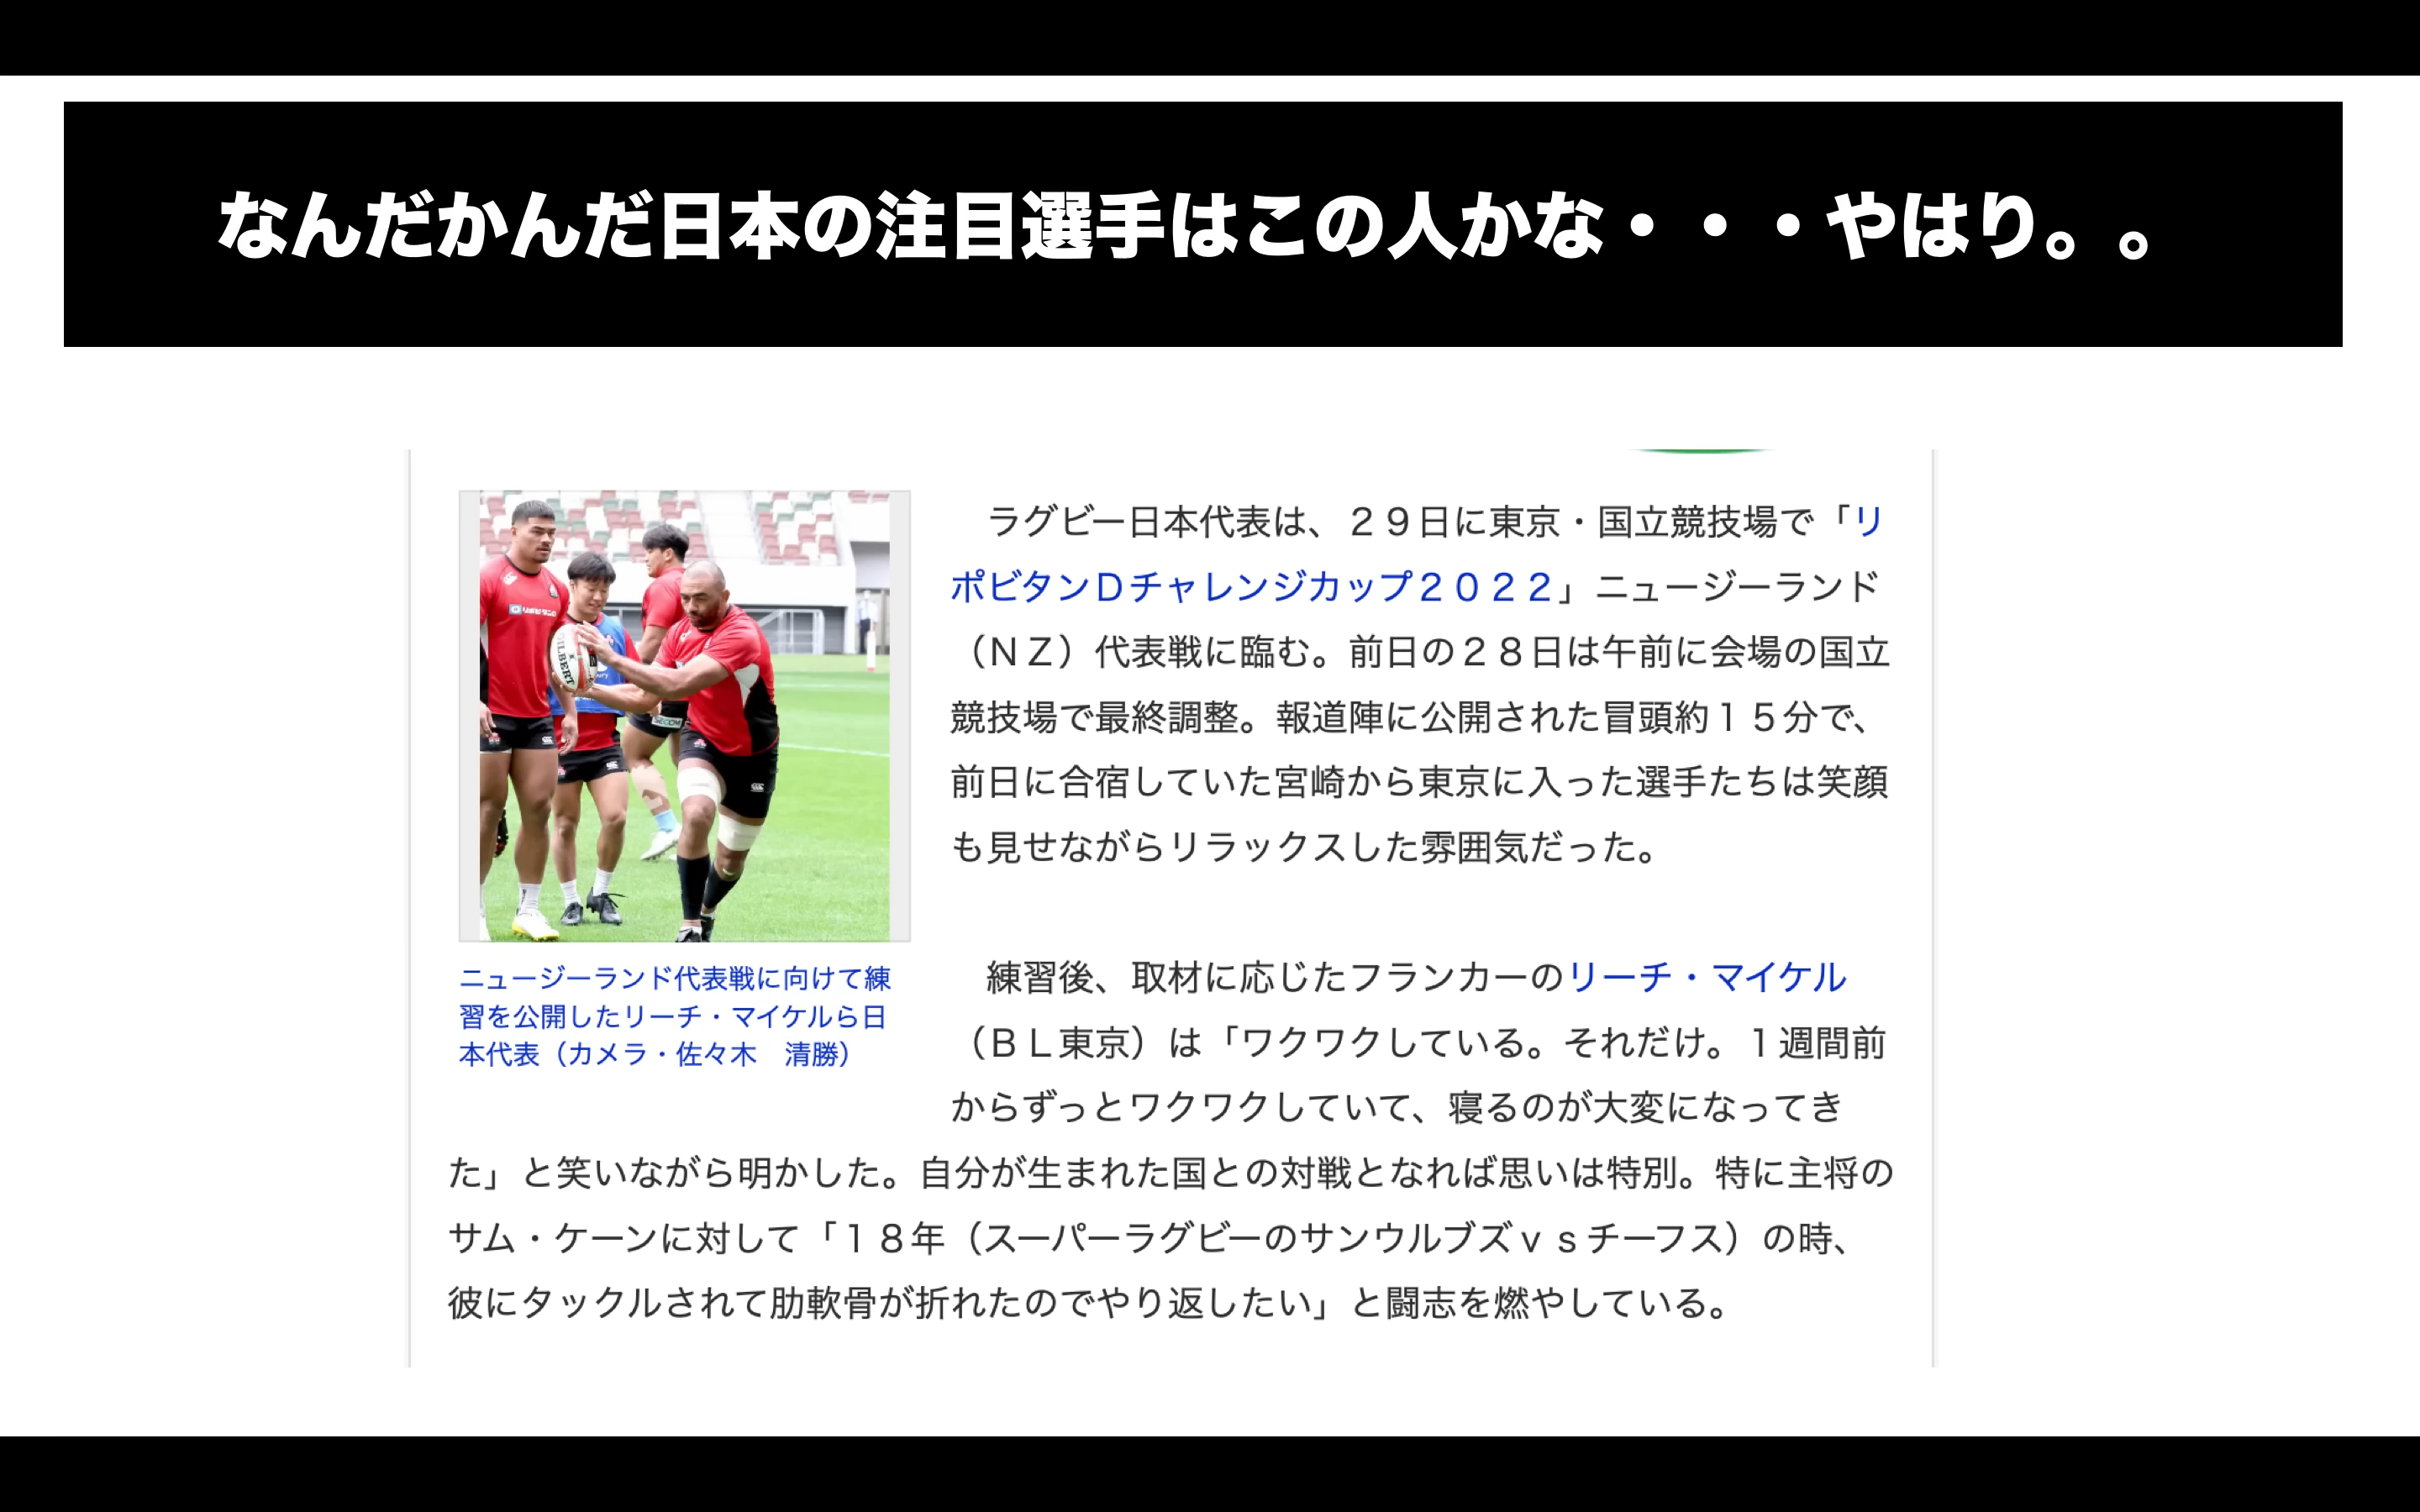 なんだかんだ日本の注目選手はこの人かな・・・やはり。。
　ラグビー日本代表は、２９日に東京・国立競技場で「リ
ポビタンＤチャレンジカップ２０２２」ニュージーランド
（ＮＺ）代表戦に臨む。前日の２８日は午前に会場の国立
競技場で最終調整。報道陣に公開された冒頭約１５分で、
前日に合宿していた宮崎から東京に入った選手たちは笑顔
も見せながらリラックスした雰囲気だった。
GILBERT
SECOM
ニュージーランド代表戦に向けて練
習を公開したリーチ・マイケルら日
本代表（カメラ・佐々木　清勝）
　練習後、取材に応じたフランカーのリーチ・マイケル
（ＢＬ東京）は「ワクワクしている。それだけ。１週間前
からずっとワクワクしていて、寝るのが大変になってき
た」と笑いながら明かした。自分が生まれた国との対戦となれば思いは特別。特に主将の
サム・ケーンに対して「１８年（スーパーラグビーのサンウルブズｖｓチーフス）の時、
彼にタックルされて肋軟骨が折れたのでやり返したい」と闘志を燃やしている。